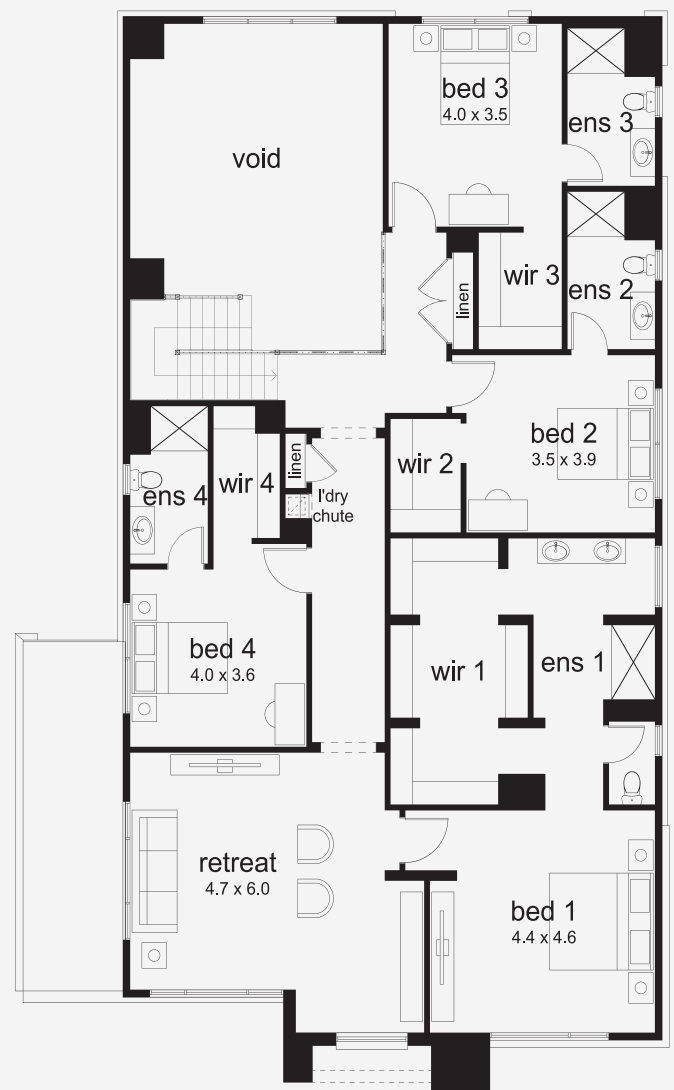 void
bed 3
4.0 x 3.5
ens 3
wir 3
linen
ens 2
bed 2
3.5 x 3.9
wir 2
linen
l'dry
chute
wir 4
ens 4
bed 4
4.0 x 3.6
wir 1
ens 1
retreat
4.7 x 6.0
bed 1
4.4 x 4.6